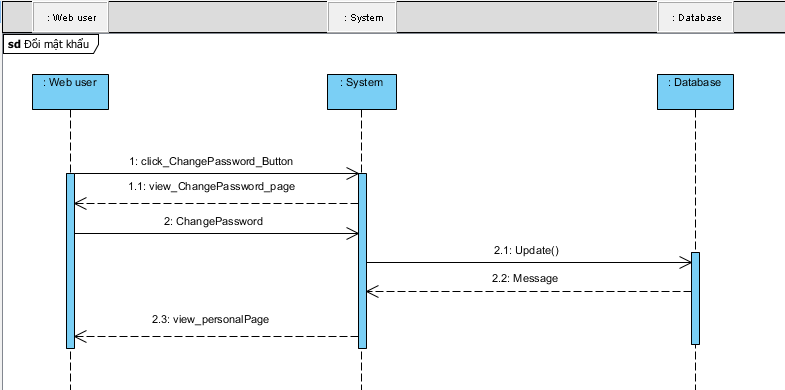 : Web user
: System
: Database
sd Đổi mật khẩu
: Web user
: System
: Database
1: click_ChangePassword_Button
1.1: view_ChangePassword_page
2: ChangePassword
2.1: Update()
2.2: Message
2.3: view_personalPage